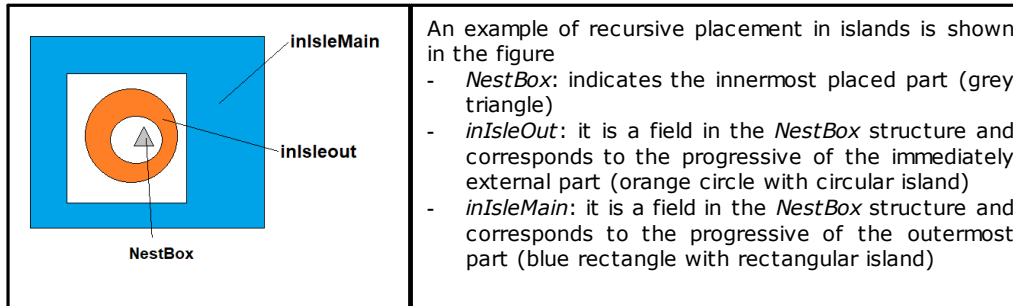 inIsleMain
inIsleout
NestBox
An example of recursive placement in islands is shown
in the figure
- NestBox: indicates the innermost placed part (grey
triangle)
- inIsleOut: it is a field in the NestBox structure and
corresponds to the progressive of the immediately
external part (orange circle with circular island)
- inIsleMain: it is a field in the NestBox structure and
corresponds to the progressive of the outermost
part (blue rectangle with rectangular island)